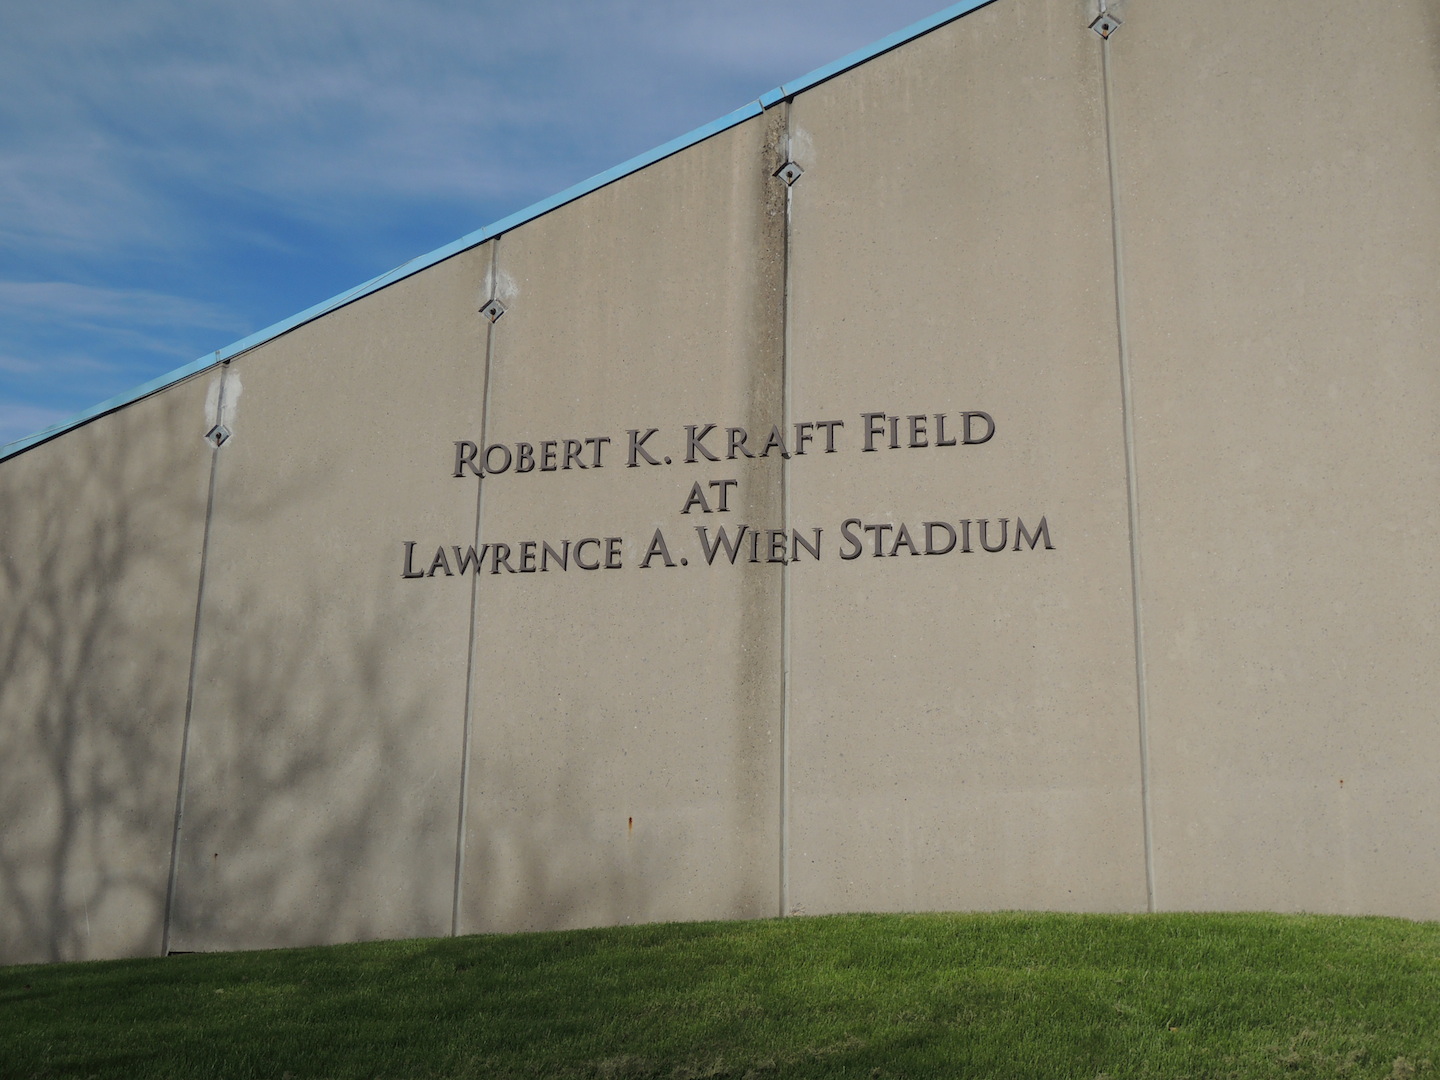 Robert K. Kraft Field
at
Lawrence A. Wien Stadium